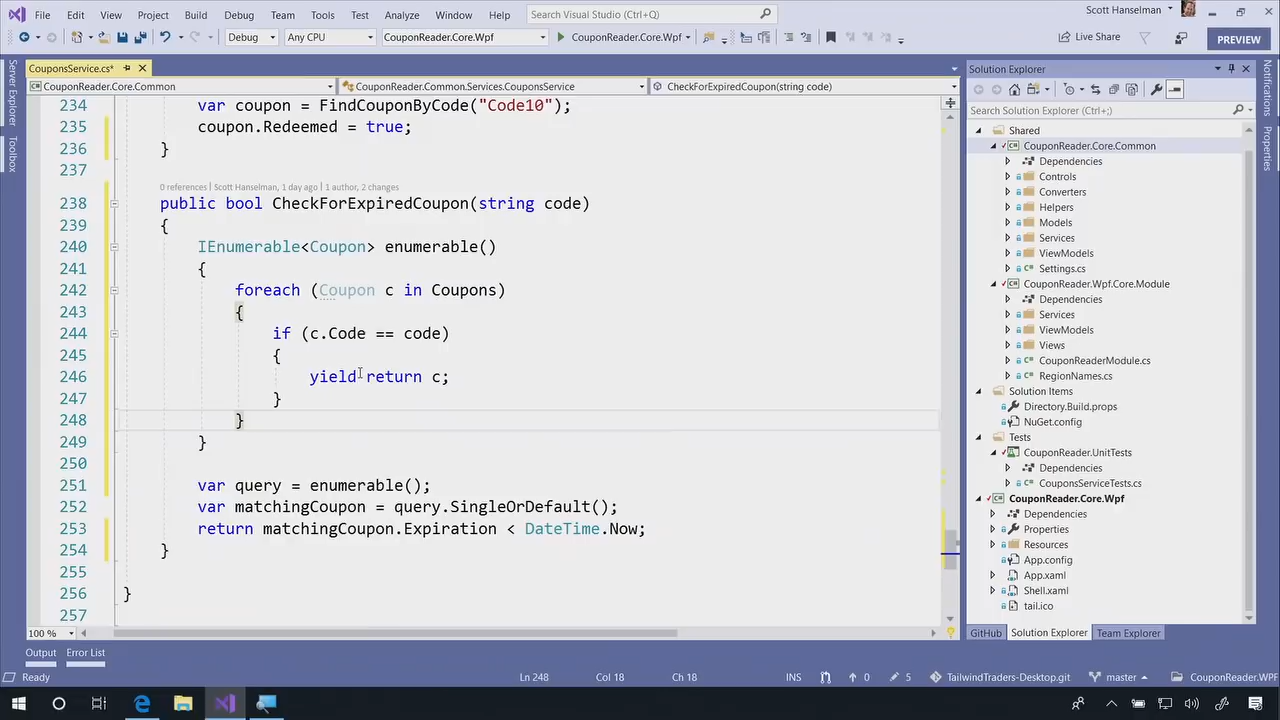 File Edit View Project Build Debug Team Tools Test Analyze Window Help Search Visual Studio (Ctrl+Q) Scott Hanselman
Debug Any CPU CouponReader.Core.Wpf CouponReader.Core.Wpf Live Share PREVIEW
CouponsService.cs*
CouponReader.Core.Common CouponReader.Common.Services.CouponsService CheckForExpiredCoupon(string code)
Server Explorer
Toolbox
234 var coupon = FindCouponByCode("Code10");
235 coupon.Redeemed = true;
236 }
237
0 references | Scott Hanselman, 1 day ago | 1 author, 2 changes
238 public bool CheckForExpiredCoupon(string code)
239 {
240 IEnumerable<Coupon> enumerable()
241 {
242 foreach (Coupon c in Coupons)
243 {
244 if (c.Code == code)
245 {
246 yield return c;
247 }
248 }
249 }
250
251 var query = enumerable();
252 var matchingCoupon = query.SingleOrDefault();
253 return matchingCoupon.Expiration < DateTime.Now;
254 }
255
256 }
257
100 %
Solution Explorer
Search Solution Explorer (Ctrl+;)
Shared
CouponReader.Core.Common
Dependencies
Controls
Converters
Helpers
Models
Services
ViewModels
Settings.cs
CouponReader.Wpf.Core.Module
Dependencies
Services
ViewModels
Views
CouponReaderModule.cs
RegionNames.cs
Solution Items
Directory.Build.props
NuGet.config
Tests
CouponReader.UnitTests
Dependencies
CouponsServiceTests.cs
CouponReader.Core.Wpf
Dependencies
Properties
Resources
App.config
App.xaml
Shell.xaml
tail.ico
GitHub Solution Explorer Team Explorer
Notifications
Properties
Output Error List
Ready Ln 248 Col 18 Ch 18 INS 0 5 TailwindTraders-Desktop.git master CouponReader.WPF